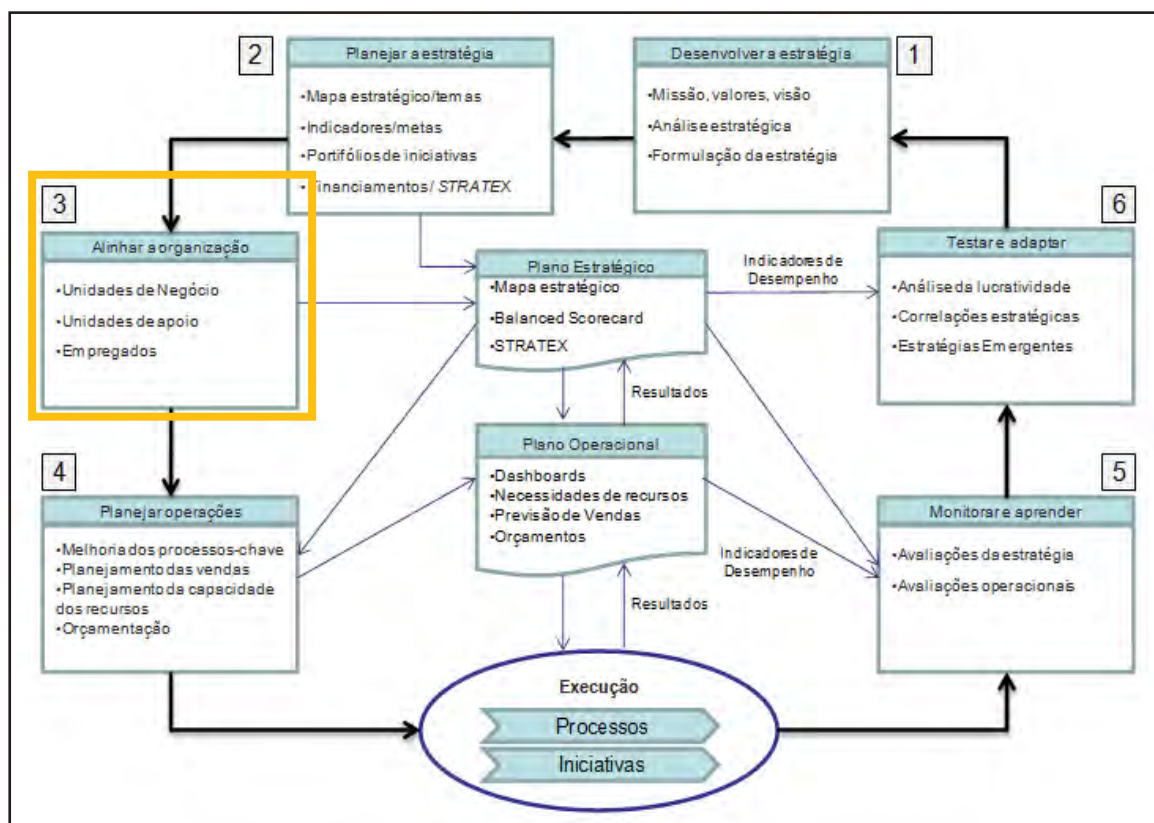 1
Desenvolver a estratégia
•Missão, valores, visão
•Análise estratégica
•Formulação da estratégia
2
Planejar a estratégia
•Mapa estratégico/temas
•Indicadores/metas
•Portifólios de iniciativas
•Financiamentos / STRATEX
3
Alinhar a organização
•Unidades de Negócio
•Unidades de apoio
•Empregados
4
Planejar operações
•Melhoria dos processos-chave
•Planejamento das vendas
•Planejamento da capacidade
dos recursos
•Orçamentação
Plano Estratégico
•Mapa estratégico
•Balanced Scorecard
•STRATEX
Indicadores de
Desempenho
Resultados
Plano Operacional
•Dashboards
•Necessidades de recursos
•Previsão de Vendas
•Orçamentos
Indicadores de
Desempenho
Resultados
Execução
Processos
Iniciativas
5
Monitorar e aprender
•Avaliações da estratégia
•Avaliações operacionais
6
Testar e adaptar
•Análise da lucratividade
•Correlações estratégicas
•Estratégias Emergentes